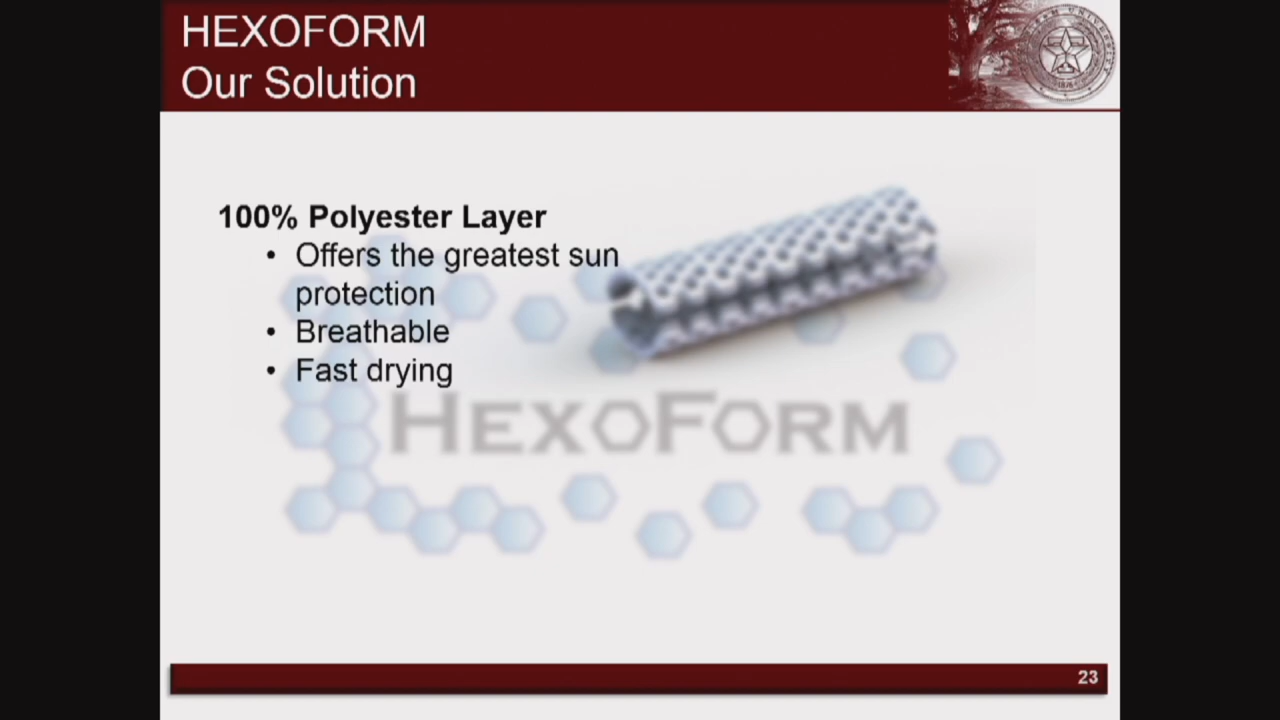 HEXOFORM
Our Solution
100% Polyester Layer
• Offers the greatest sun
protection
• Breathable
• Fast drying
HEXOFORM
23